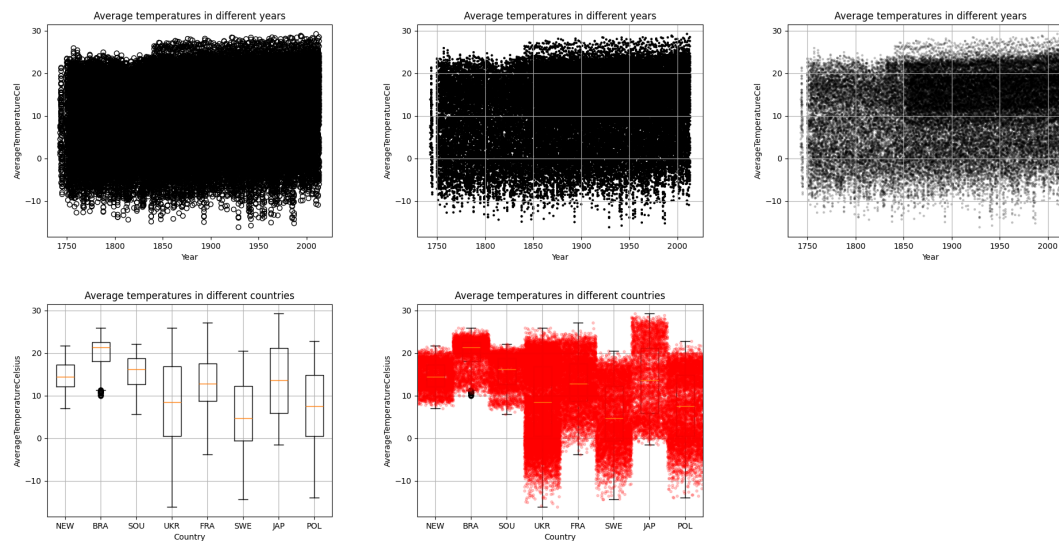 Average temperatures in different years
30
20
10
0
−10
AverageTemperatureCel
1750 1800 1850 1900 1950 2000
Year
Average temperatures in different years
30
20
10
0
−10
AverageTemperatureCel
1750 1800 1850 1900 1950 2000
Year
Average temperatures in different years
30
20
10
0
−10
AverageTemperatureCel
1750 1800 1850 1900 1950 2000
Year
Average temperatures in different countries
30
20
10
0
−10
AverageTemperatureCelsius
NEW BRA SOU UKR FRA SWE JAP POL
Country
Average temperatures in different countries
30
20
10
0
−10
AverageTemperatureCelsius
NEW BRA SOU UKR FRA SWE JAP POL
Country